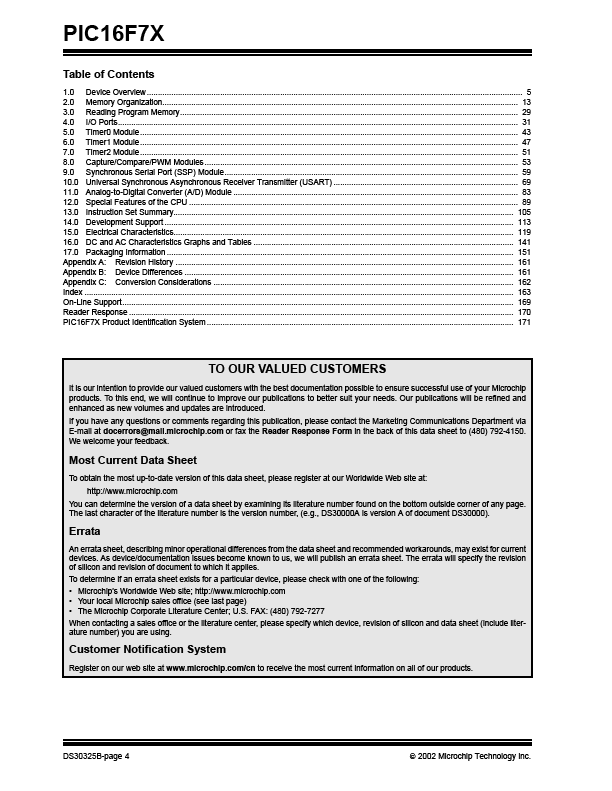 PIC16F7X
Table of Contents
1.0 Device Overview ........ 5
2.0 Memory Organization ........ 13
3.0 Reading Program Memory ........ 29
4.0 I/O Ports ........ 31
5.0 Timer0 Module ........ 43
6.0 Timer1 Module ........ 47
7.0 Timer2 Module ........ 51
8.0 Capture/Compare/PWM Modules ........ 53
9.0 Synchronous Serial Port (SSP) Module ........ 59
10.0 Universal Synchronous Asynchronous Receiver Transmitter (USART) ........ 69
11.0 Analog-to-Digital Converter (A/D) Module ........ 83
12.0 Special Features of the CPU ........ 89
13.0 Instruction Set Summary ........ 105
14.0 Development Support ........ 113
15.0 Electrical Characteristics ........ 119
16.0 DC and AC Characteristics Graphs and Tables ........ 141
17.0 Packaging Information ........ 151
Appendix A: Revision History ........ 161
Appendix B: Device Differences ........ 161
Appendix C: Conversion Considerations ........ 162
Index ........ 163
On-Line Support ........ 169
Reader Response ........ 170
PIC16F7X Product Identification System ........ 171
TO OUR VALUED CUSTOMERS
It is our intention to provide our valued customers with the best documentation possible to ensure successful use of your Microchip
products. To this end, we will continue to improve our publications to better suit your needs. Our publications will be refined and
enhanced as new volumes and updates are introduced.
If you have any questions or comments regarding this publication, please contact the Marketing Communications Department via
E-mail at docerrors@mail.microchip.com or fax the Reader Response Form in the back of this data sheet to (480) 792-4150.
We welcome your feedback.
Most Current Data Sheet
To obtain the most up-to-date version of this data sheet, please register at our Worldwide Web site at:
http://www.microchip.com
You can determine the version of a data sheet by examining its literature number found on the bottom outside corner of any page.
The last character of the literature number is the version number, (e.g., DS30000A is version A of document DS30000).
Errata
An errata sheet, describing minor operational differences from the data sheet and recommended workarounds, may exist for current
devices. As device/documentation issues become known to us, we will publish an errata sheet. The errata will specify the revision
of silicon and revision of document to which it applies.
To determine if an errata sheet exists for a particular device, please check with one of the following:
• Microchip's Worldwide Web site; http://www.microchip.com
• Your local Microchip sales office (see last page)
• The Microchip Corporate Literature Center; U.S. FAX: (480) 792-7277
When contacting a sales office or the literature center, please specify which device, revision of silicon and data sheet (include liter-
ature number) you are using.
Customer Notification System
Register on our web site at www.microchip.com/cn to receive the most current information on all of our products.
DS30325B-page 4
© 2002 Microchip Technology Inc.